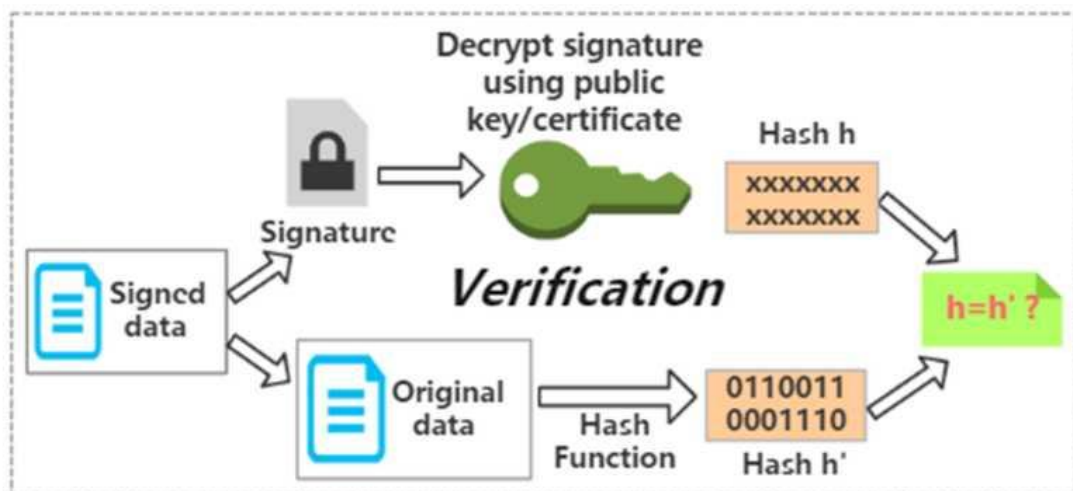 Decrypt signature
using public
key/certificate
Hash h
xxxxxxx
xxxxxxx
Signature
Signed
data
Verification
h=h' ?
Original
data
Hash
Function
0110011
0001110
Hash h'